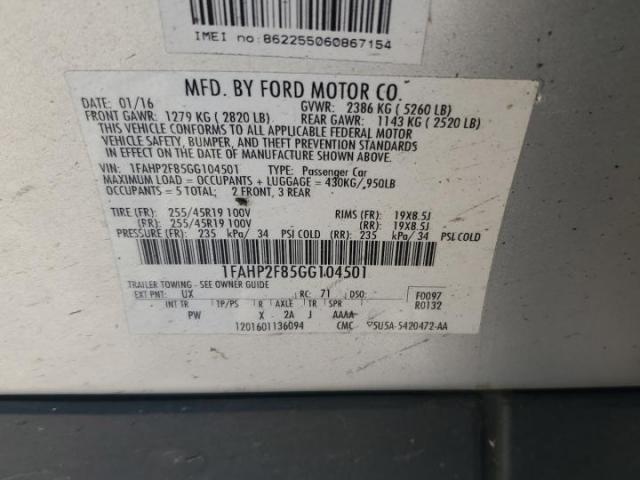 IMEI no: 862255060867154
MFD. BY FORD MOTOR CO.
DATE: 01/16 GVWR: 2386 KG ( 5260 LB)
FRONT GAWR: 1279 KG ( 2820 LB) REAR GAWR: 1143 KG ( 2520 LB)
THIS VEHICLE CONFORMS TO ALL APPLICABLE FEDERAL MOTOR
VEHICLE SAFETY, BUMPER, AND THEFT PREVENTION STANDARDS
IN EFFECT ON THE DATE OF MANUFACTURE SHOWN ABOVE.
VIN: 1FAHP2F85GG104501 TYPE: Passenger Car
MAXIMUM LOAD = OCCUPANTS + LUGGAGE = 430KG/ 950LB
OCCUPANTS = 5 TOTAL; 2 FRONT, 3 REAR
TIRE (FR): 255/45R19 100V RIMS (FR): 19X8.5J
(RR): 255/45R19 100V (RR): 19X8.5J
PRESSURE (FR): 235 kPa/ 34 PSI COLD (RR): 235 kPa/ 34 PSI COLD
1FAHP2F85GG104501
TRAILER TOWING - SEE OWNER GUIDE
EXT PNT: UX RC: 71 DSO: F0097
INT TR TP/PS R AXLE TR SPR R0132
PW X 2A J AAAA
1201601136094 CMC 5U5A-5420472-AA